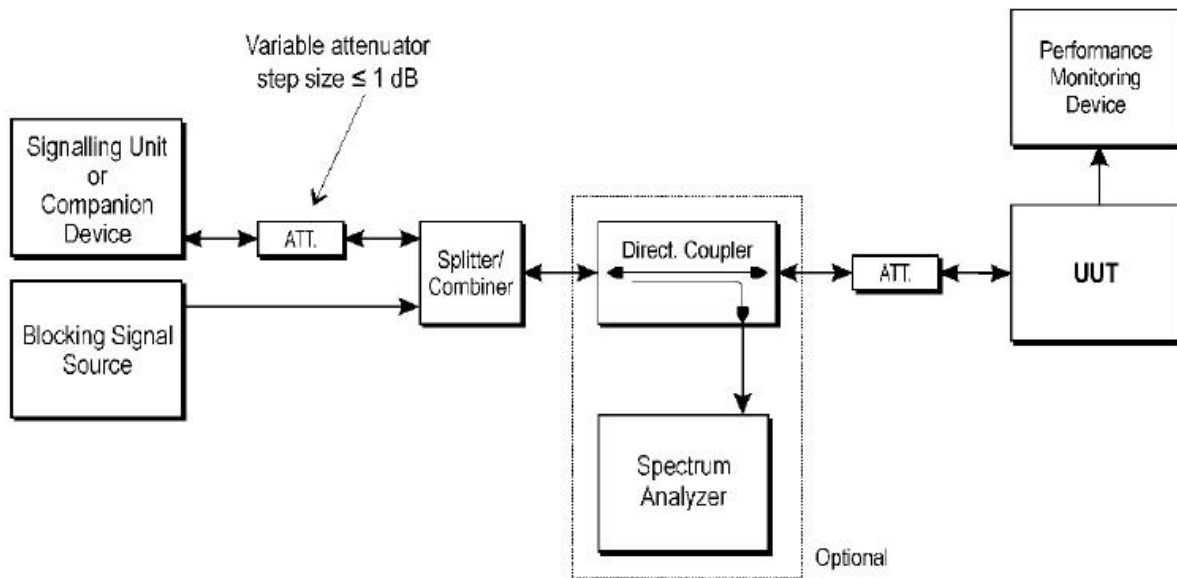 Variable attenuator
step size ≤ 1 dB
Performance
Monitoring
Device
Signalling Unit
or
Companion
Device
ATT.
Splitter/
Combiner
Direct. Coupler
ATT.
UUT
Blocking Signal
Source
Spectrum
Analyzer
Optional